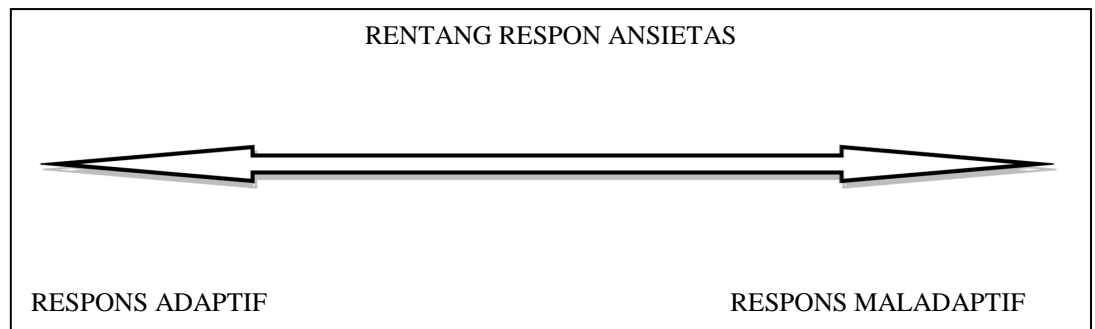 RENTANG RESPON ANSIETAS
RESPONS ADAPTIF RESPONS MALADAPTIF